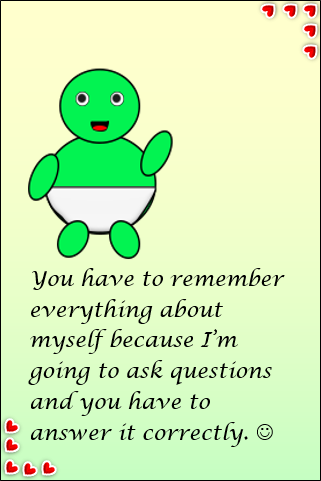 You have to remember
everything about
myself because I'm
going to ask questions
and you have to
answer it correctly. ☺